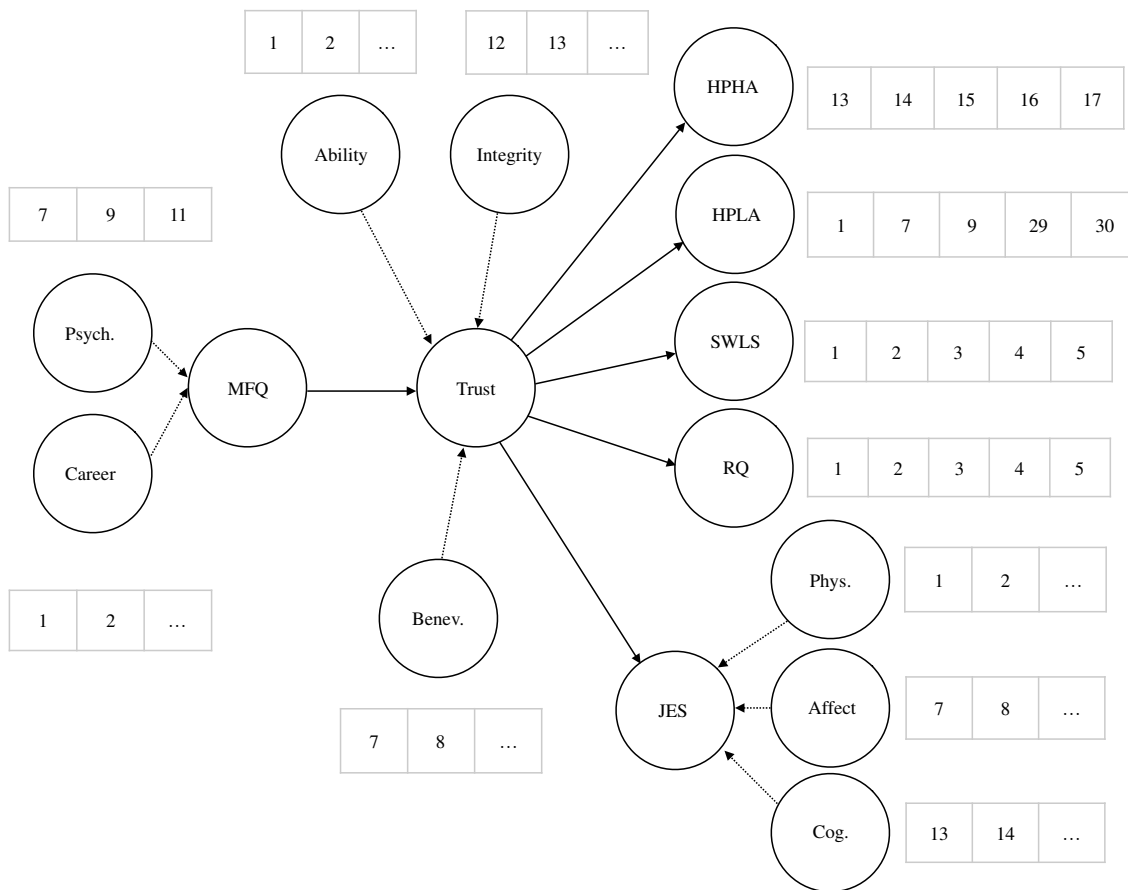 1 2 …
12 13 …
HPHA
13 14 15 16 17
Ability
Integrity
7 9 11
HPLA
1 7 9 29 30
Psych.
SWLS
1 2 3 4 5
MFQ
Trust
Career
RQ
1 2 3 4 5
Phys.
1 2 …
1 2 …
Benev.
JES
Affect
7 8 …
7 8 …
Cog.
13 14 …